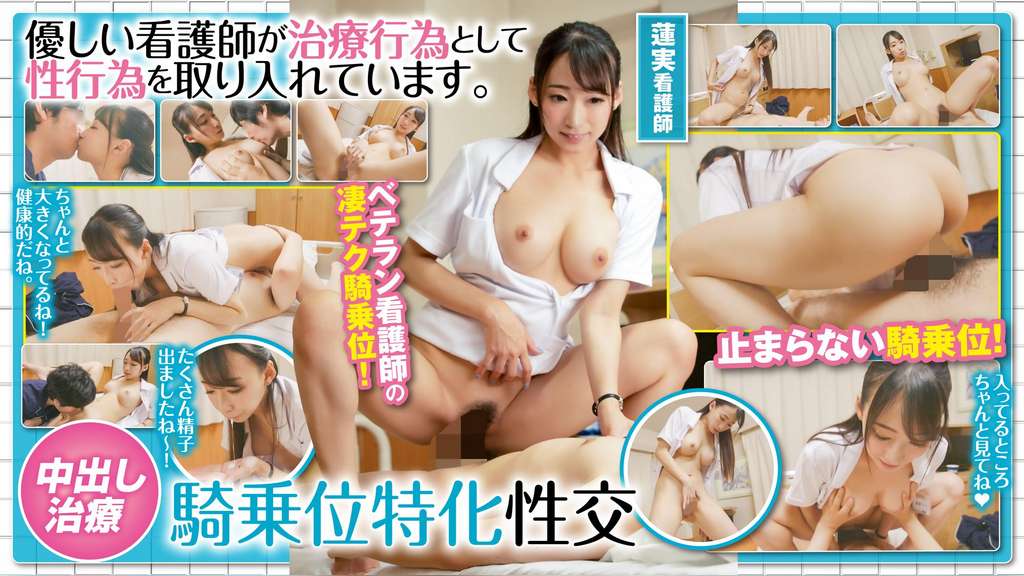 優しい看護師が治療行為として
性行為を取り入れています。
蓮実看護師
ちゃんと
大きくなってるね！
健康的だね。
ベテラン看護師の
凄テク騎乗位！
止まらない騎乗位！
たくさん精子
出ましたね～！
入ってるところ
ちゃんと見てね♥
中出し
治療
騎乗位特化性交